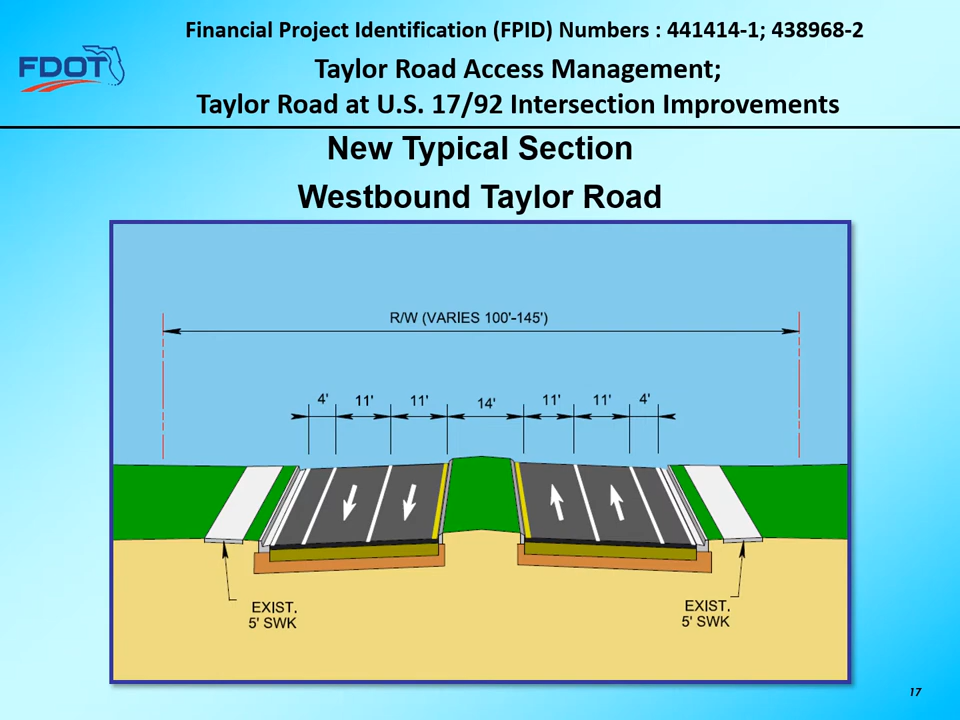 Financial Project Identification (FPID) Numbers : 441414-1; 438968-2
FDOT
Taylor Road Access Management;
Taylor Road at U.S. 17/92 Intersection Improvements
New Typical Section
Westbound Taylor Road
R/W (VARIES 100'-145')
4' 11' 11' 14' 11' 11' 4'
EXIST.
5' SWK
EXIST.
5' SWK
17